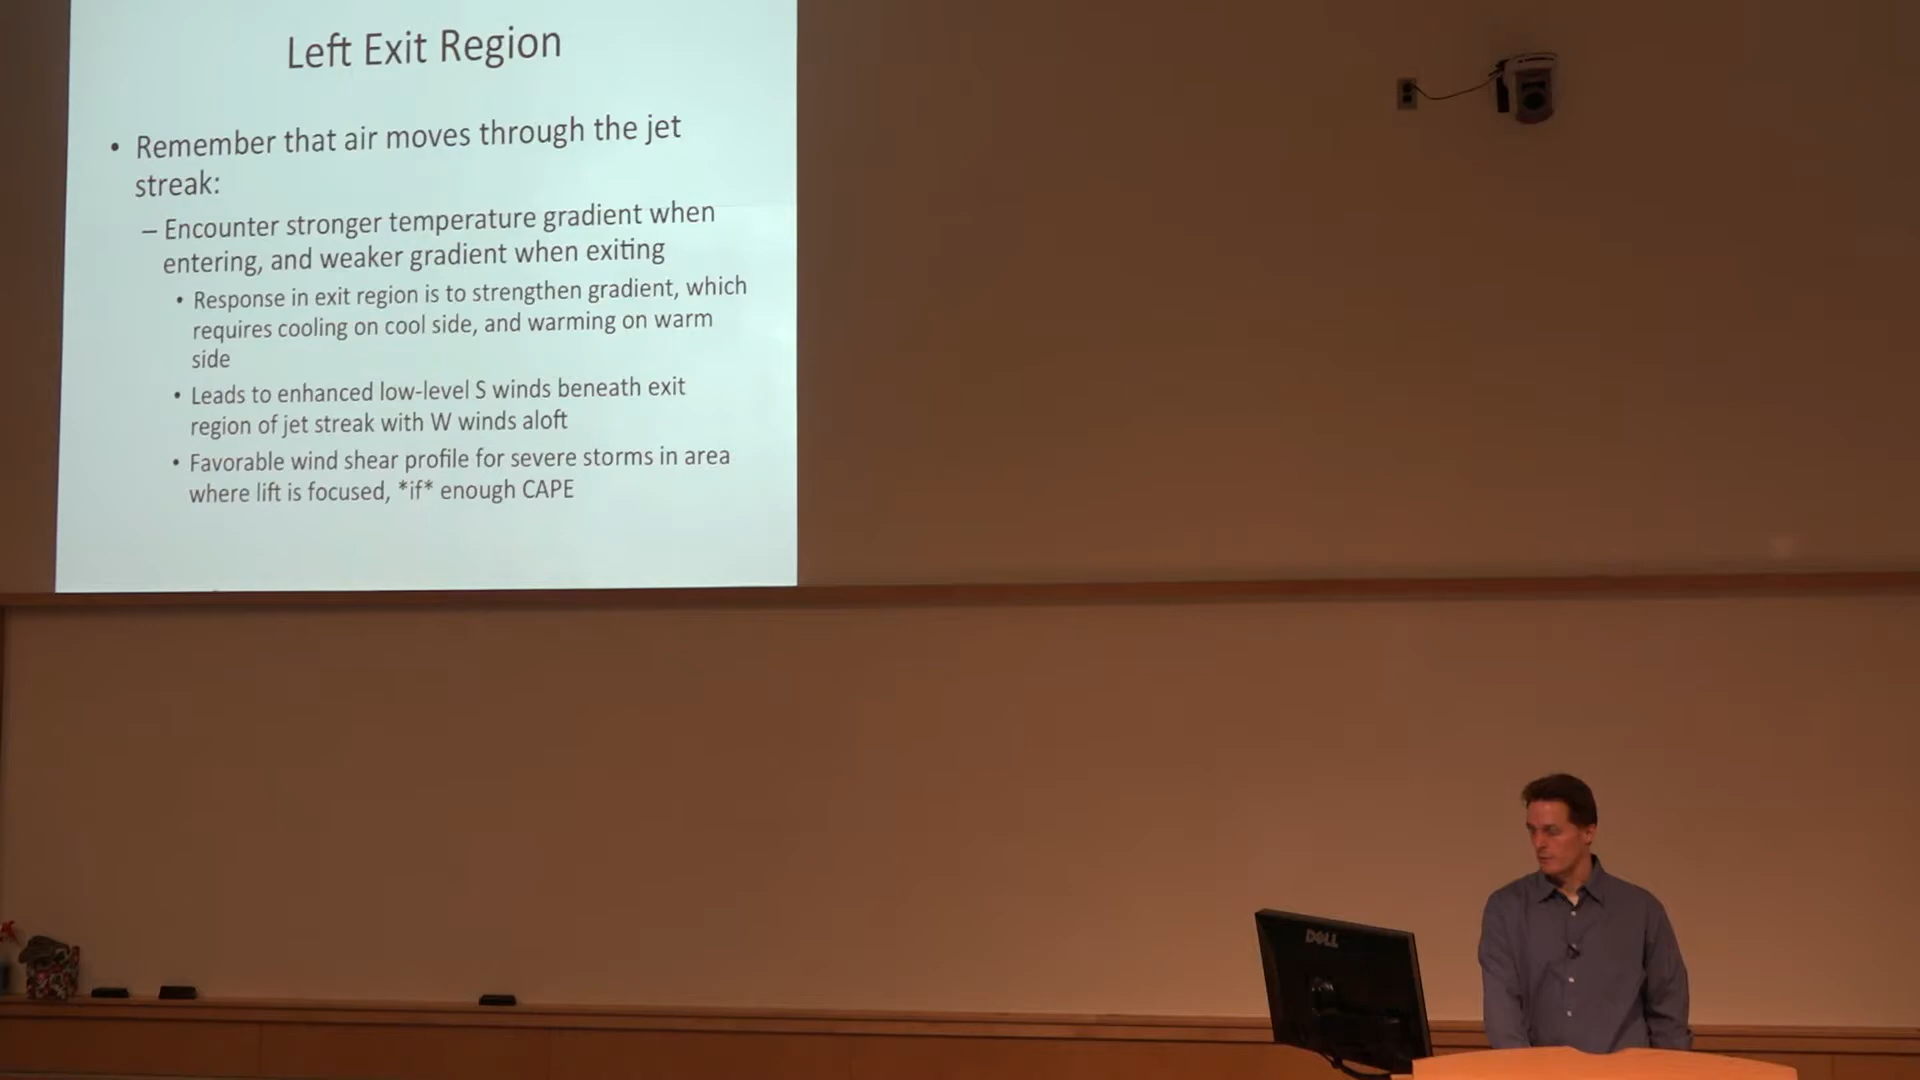 Left Exit Region
• Remember that air moves through the jet
streak:
– Encounter stronger temperature gradient when
entering, and weaker gradient when exiting
• Response in exit region is to strengthen gradient, which
requires cooling on cool side, and warming on warm
side
• Leads to enhanced low-level S winds beneath exit
region of jet streak with W winds aloft
• Favorable wind shear profile for severe storms in area
where lift is focused, *if* enough CAPE
DELL